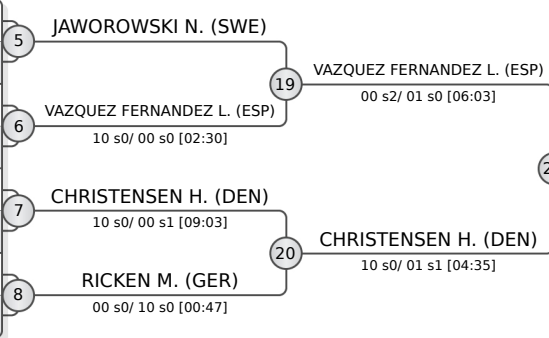 5
JAWOROWSKI N. (SWE)
19
VAZQUEZ FERNANDEZ L. (ESP)
00 s2/ 01 s0 [06:03]
6
VAZQUEZ FERNANDEZ L. (ESP)
10 s0/ 00 s0 [02:30]
7
CHRISTENSEN H. (DEN)
10 s0/ 00 s1 [09:03]
20
CHRISTENSEN H. (DEN)
10 s0/ 01 s1 [04:35]
8
RICKEN M. (GER)
00 s0/ 10 s0 [00:47]